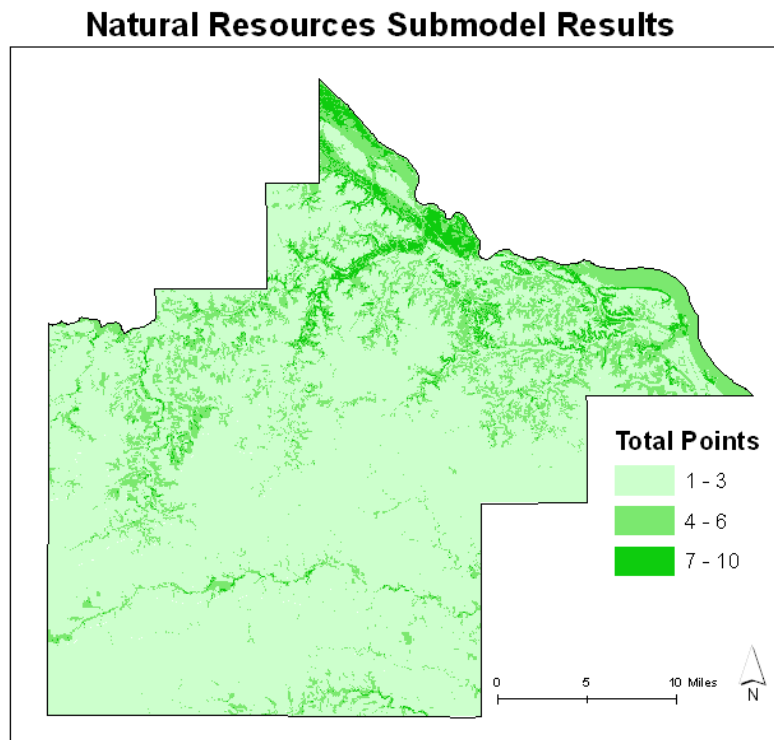 Natural Resources Submodel Results
Total Points
1 - 3
4 - 6
7 - 10
0 5 10 Miles
N